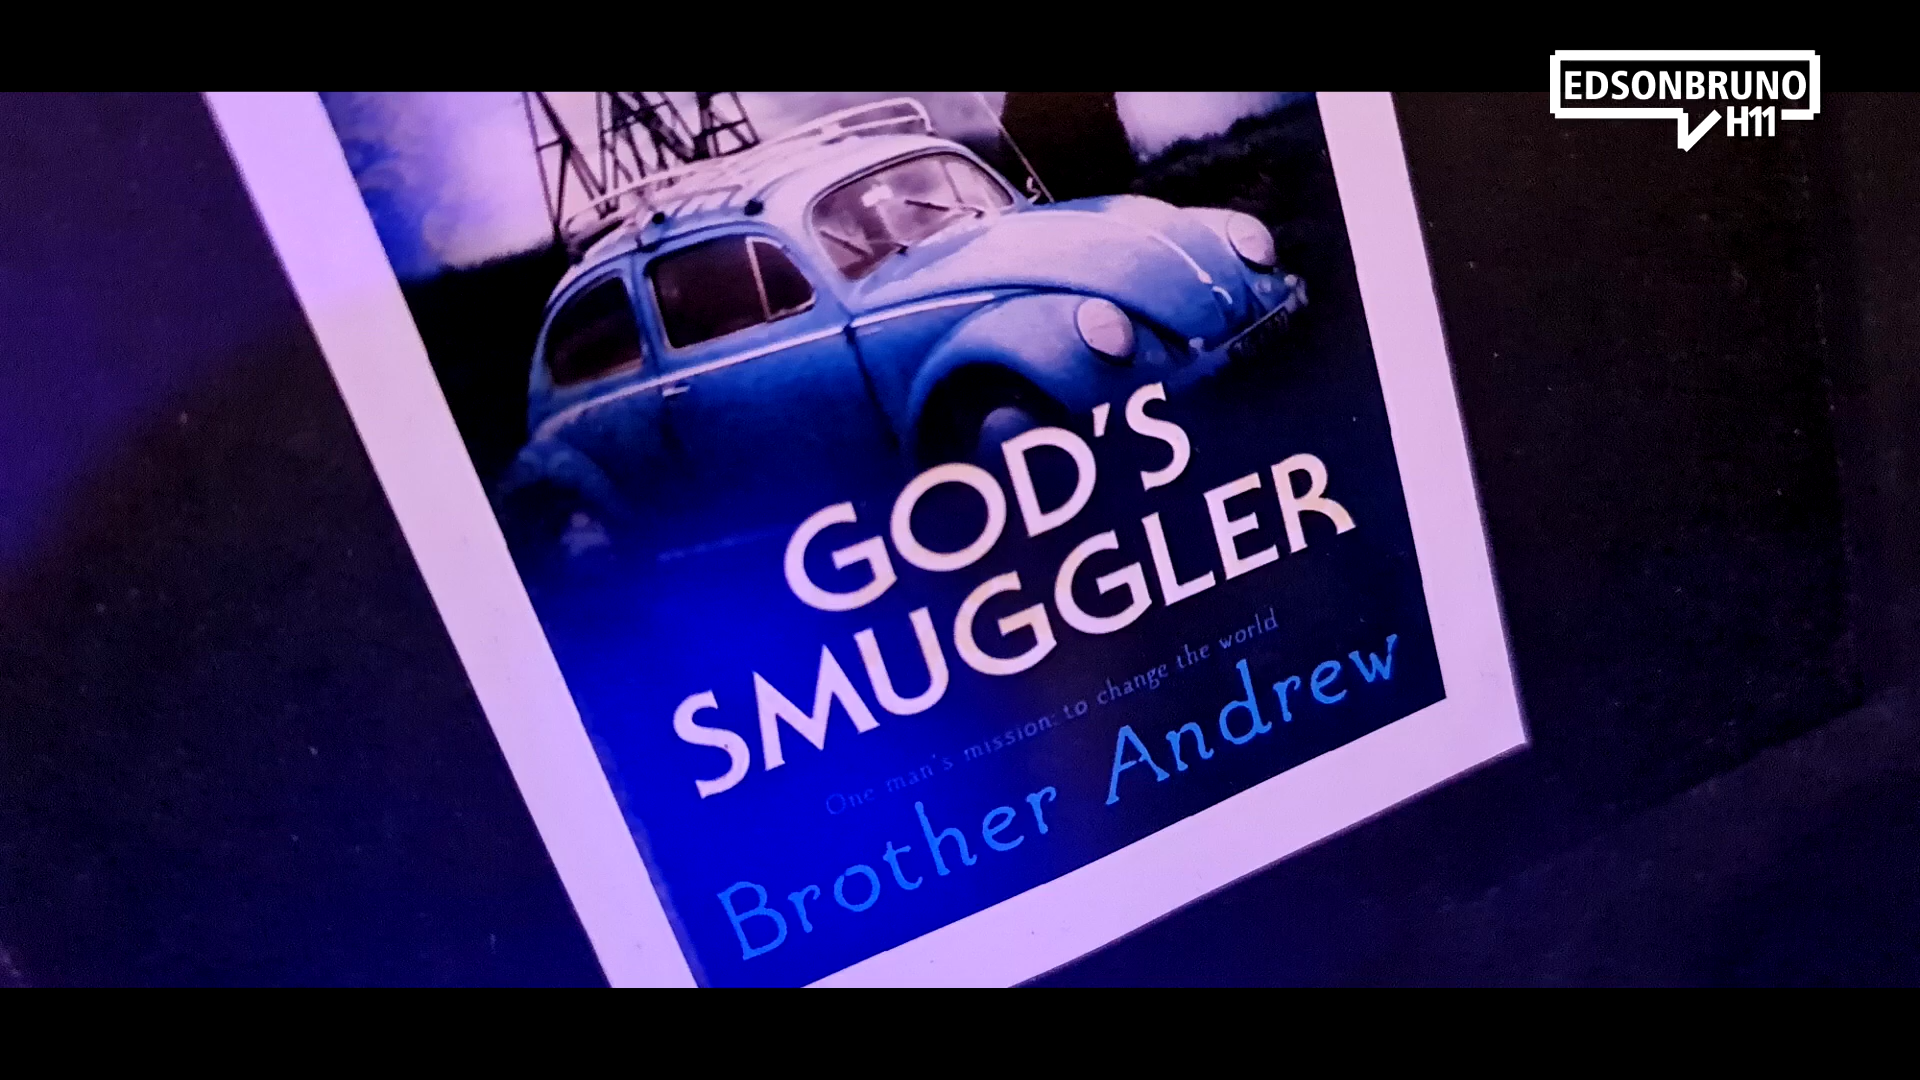 EDSONBRUNO
H11
GOD'S
SMUGGLER
One man's mission: to change the world
Brother Andrew